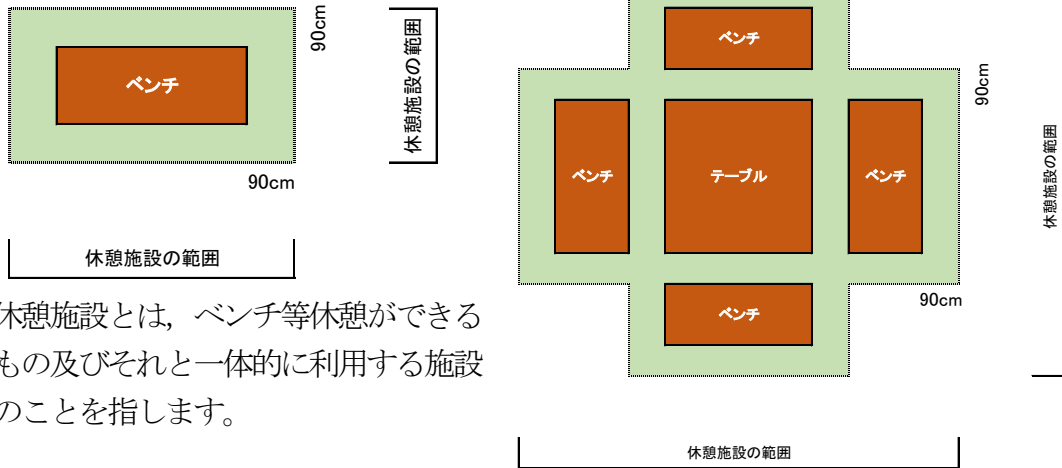 ベンチ
90cm
休憩施設の範囲
90cm
休憩施設の範囲
休憩施設とは，ベンチ等休憩ができる
もの及びそれと一体的に利用する施設
のことを指します。
ベンチ
ベンチ
テーブル
ベンチ
ベンチ
90cm
90cm
休憩施設の範囲
休憩施設の範囲